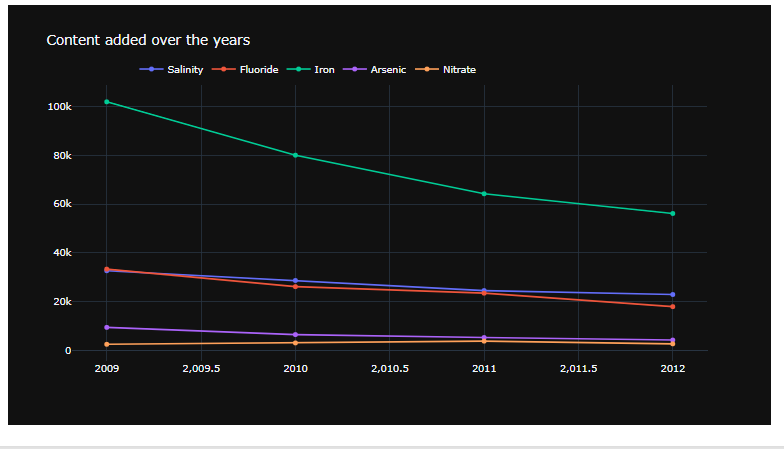 Content added over the years
Salinity Fluoride Iron Arsenic Nitrate
100k
80k
60k
40k
20k
0
2009 2,009.5 2010 2,010.5 2011 2,011.5 2012